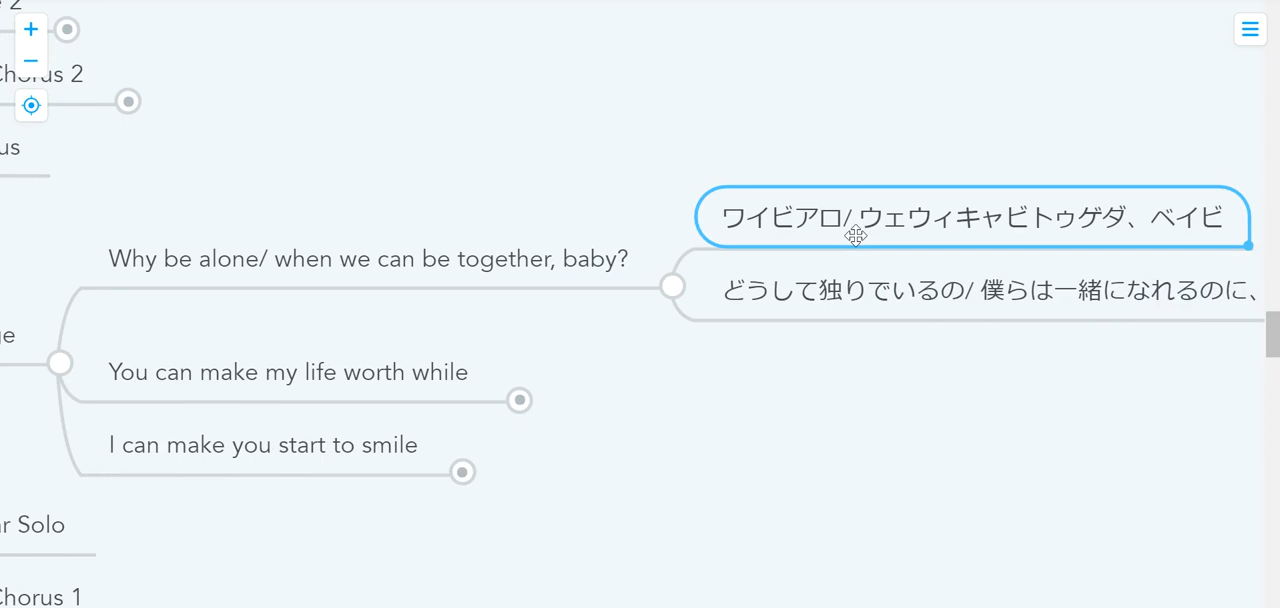 2
Chorus 2
us
ワイビアロ/ ウェウィキャビトゥゲダ、ベイビ
Why be alone/ when we can be together, baby?
どうして独りでいるの/ 僕らは一緒になれるのに、
ge
You can make my life worth while
I can make you start to smile
ar Solo
Chorus 1